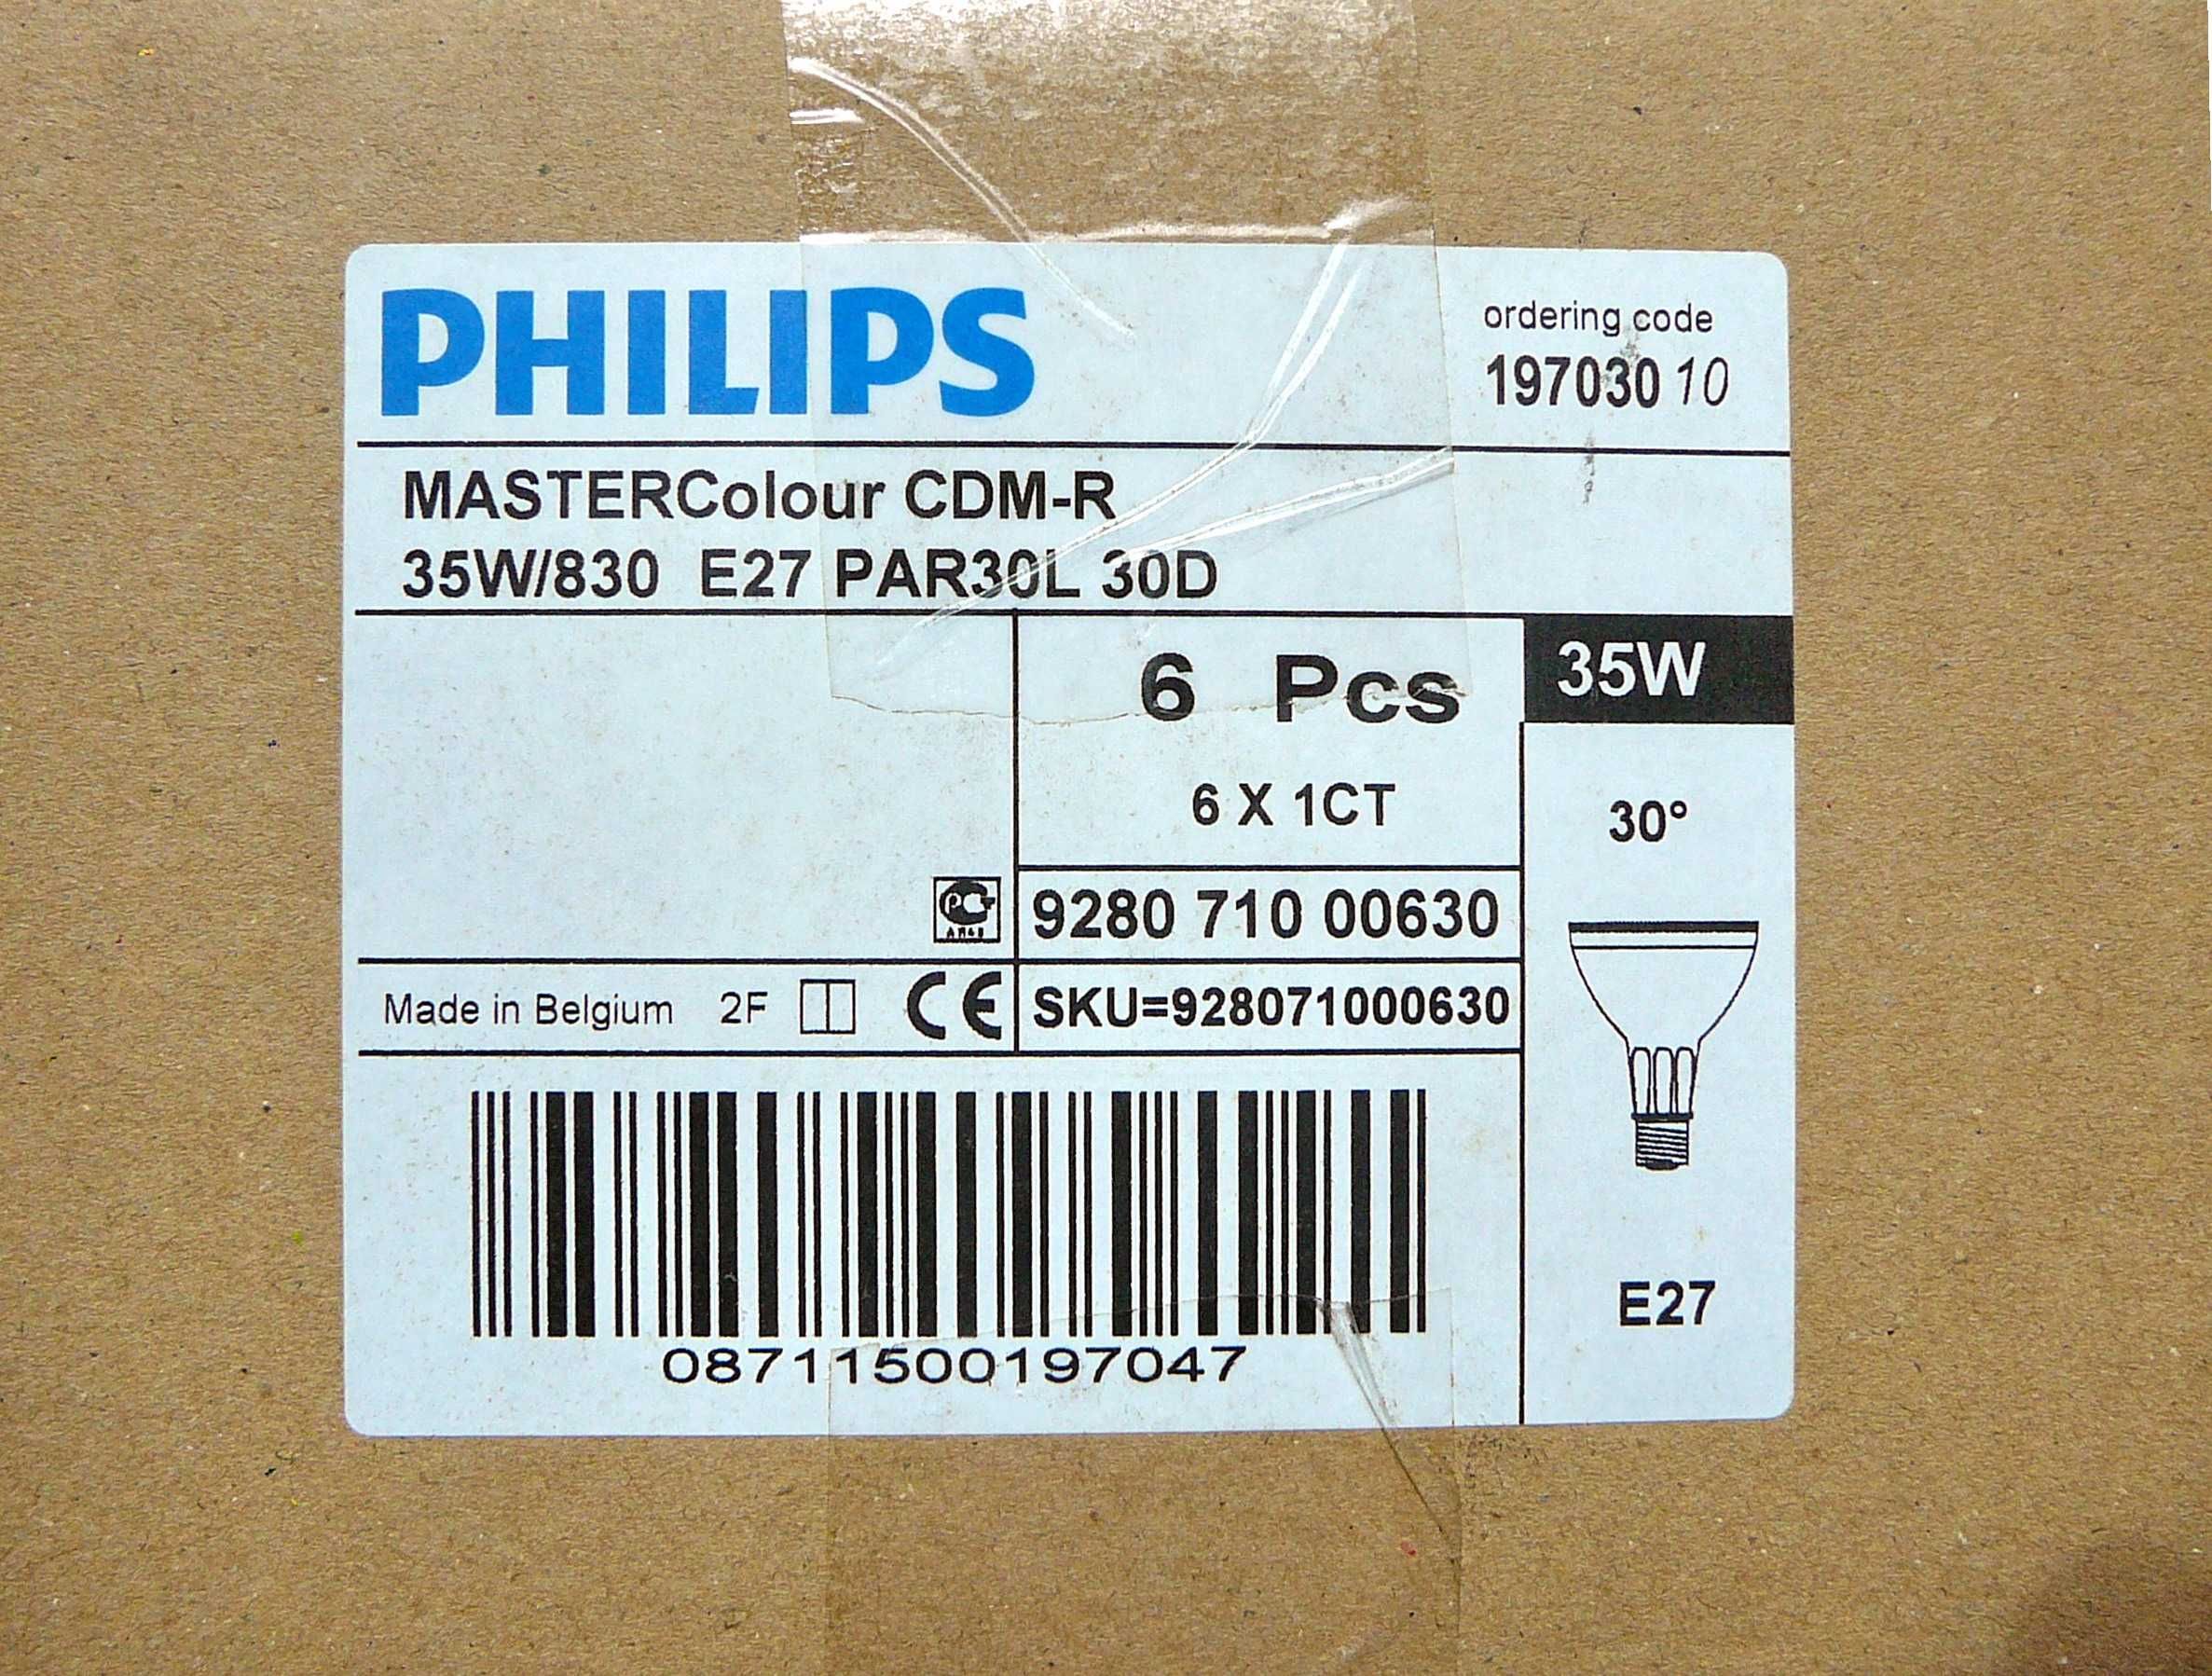 PHILIPS
ordering code
197030 10
MASTERColour CDM-R
35W/830 E27 PAR30L 30D
6 Pcs
6 X 1CT
35W
30°
9280 710 00630
Made in Belgium 2F CE
SKU=928071000630
08711500197047
E27